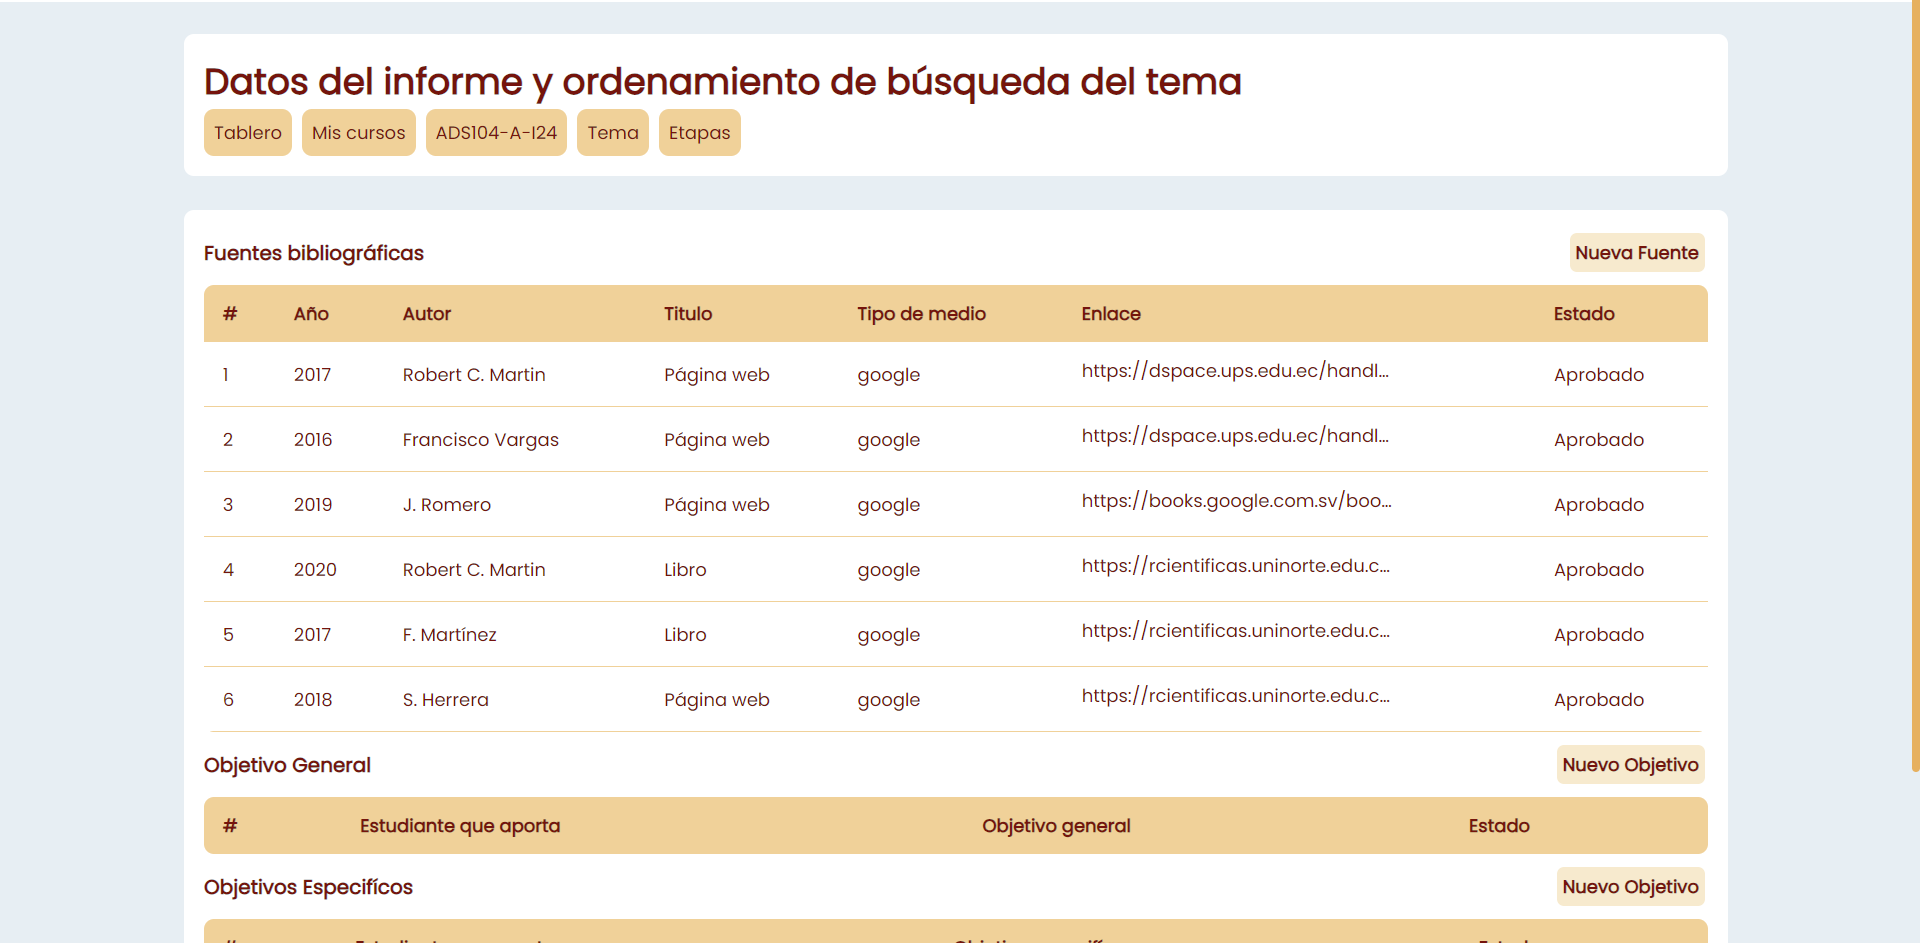 Datos del informe y ordenamiento de búsqueda del tema
Tablero Mis cursos ADS104-A-I24 Tema Etapas
Fuentes bibliográficas Nueva Fuente
# Año Autor Titulo Tipo de medio Enlace Estado
1 2017 Robert C. Martin Página web google https://dspace.ups.edu.ec/handl... Aprobado
2 2016 Francisco Vargas Página web google https://dspace.ups.edu.ec/handl... Aprobado
3 2019 J. Romero Página web google https://books.google.com.sv/boo... Aprobado
4 2020 Robert C. Martin Libro google https://rcientificas.uninorte.edu.c... Aprobado
5 2017 F. Martínez Libro google https://rcientificas.uninorte.edu.c... Aprobado
6 2018 S. Herrera Página web google https://rcientificas.uninorte.edu.c... Aprobado
Objetivo General Nuevo Objetivo
# Estudiante que aporta Objetivo general Estado
Objetivos Especifícos Nuevo Objetivo